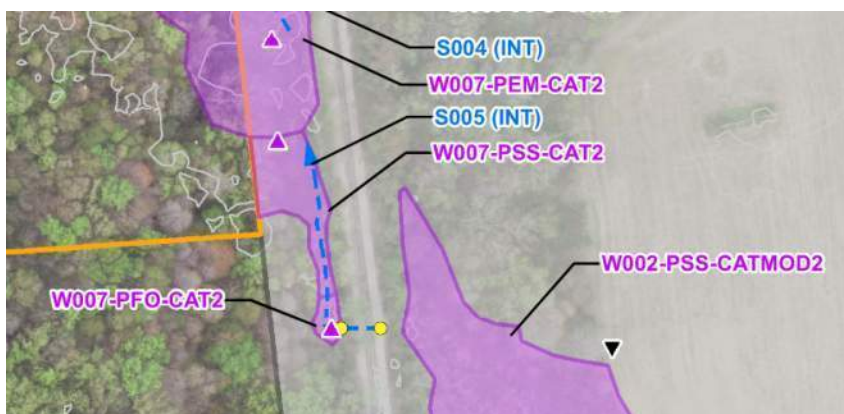 S004 (INT)
W007-PEM-CAT2
S005 (INT)
W007-PSS-CAT2
W002-PSS-CATMOD2
W007-PFO-CAT2